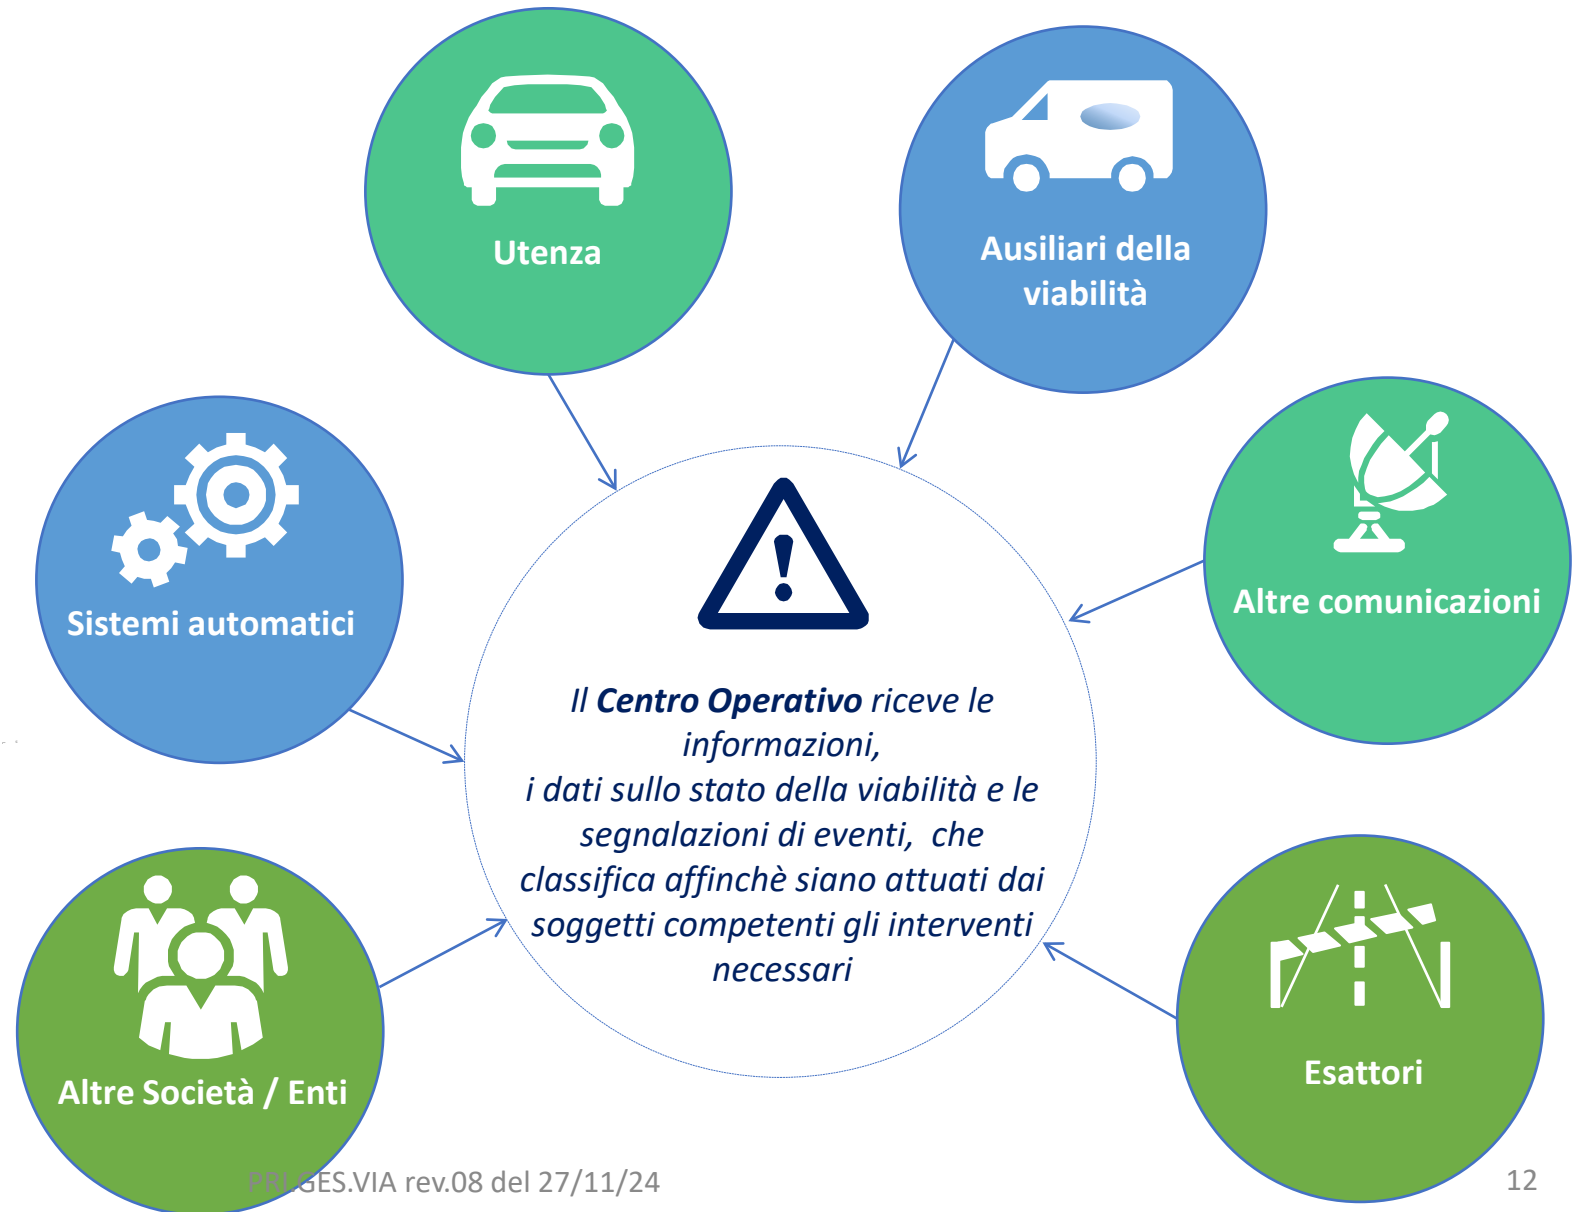 Utenza
Ausiliari della
viabilità
Sistemi automatici
Altre comunicazioni
Il Centro Operativo riceve le
informazioni,
i dati sullo stato della viabilità e le
segnalazioni di eventi,  che
classifica affinchè siano attuati dai
soggetti competenti gli interventi
necessari
Altre Società / Enti
Esattori
PRI.GES.VIA rev.08 del 27/11/24
12